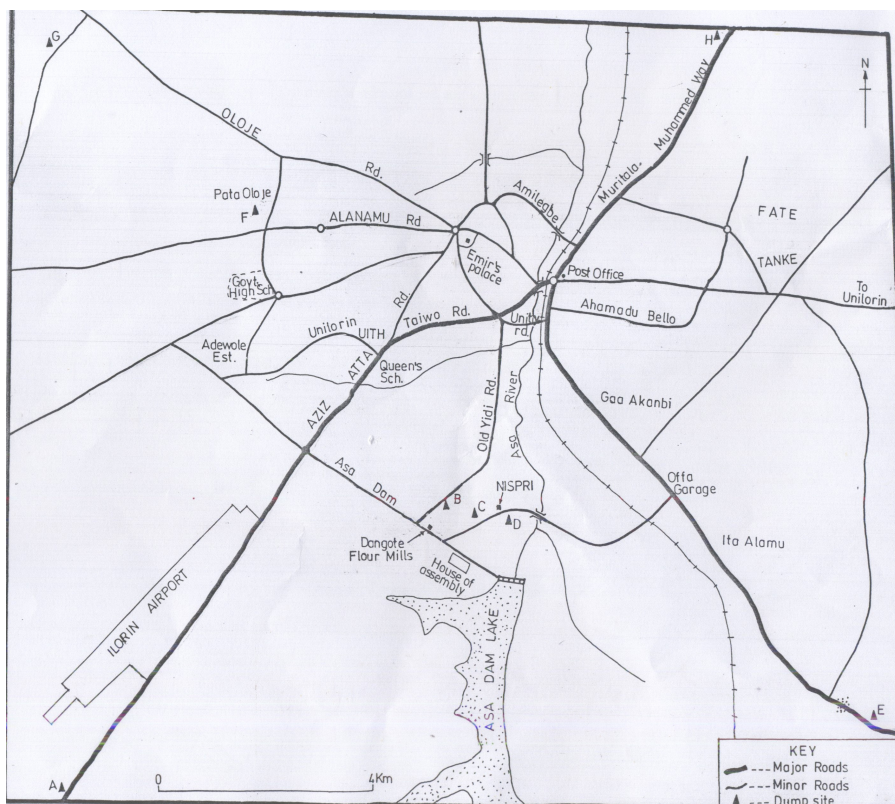 G
H
N
OLOJE
Rd.
Muritala.
Muhammed Way
Pata Oloje
F
ALANAMU Rd
Amilegbe
FATE
TANKE
Emir's
palace
Post Office
Govt.
High Sch.
Rd.
Taiwo Rd.
Unity
rd.
Ahamadu Bello
To
Unilorin
Unilorin
UITH
Adewole
Est.
AZIZ ATTA
Queen's
Sch.
Old Yidi Rd.
Asa River
Gaa Akanbi
Asa Dam
B
C
NISPRI
D
Offa
Garage
Dangote
Flour Mills
House of
assembly
Ita Alamu
ILORIN AIRPORT
ASA DAM LAKE
E
A
0
4Km
KEY
Major Roads
Minor Roads
Dump site